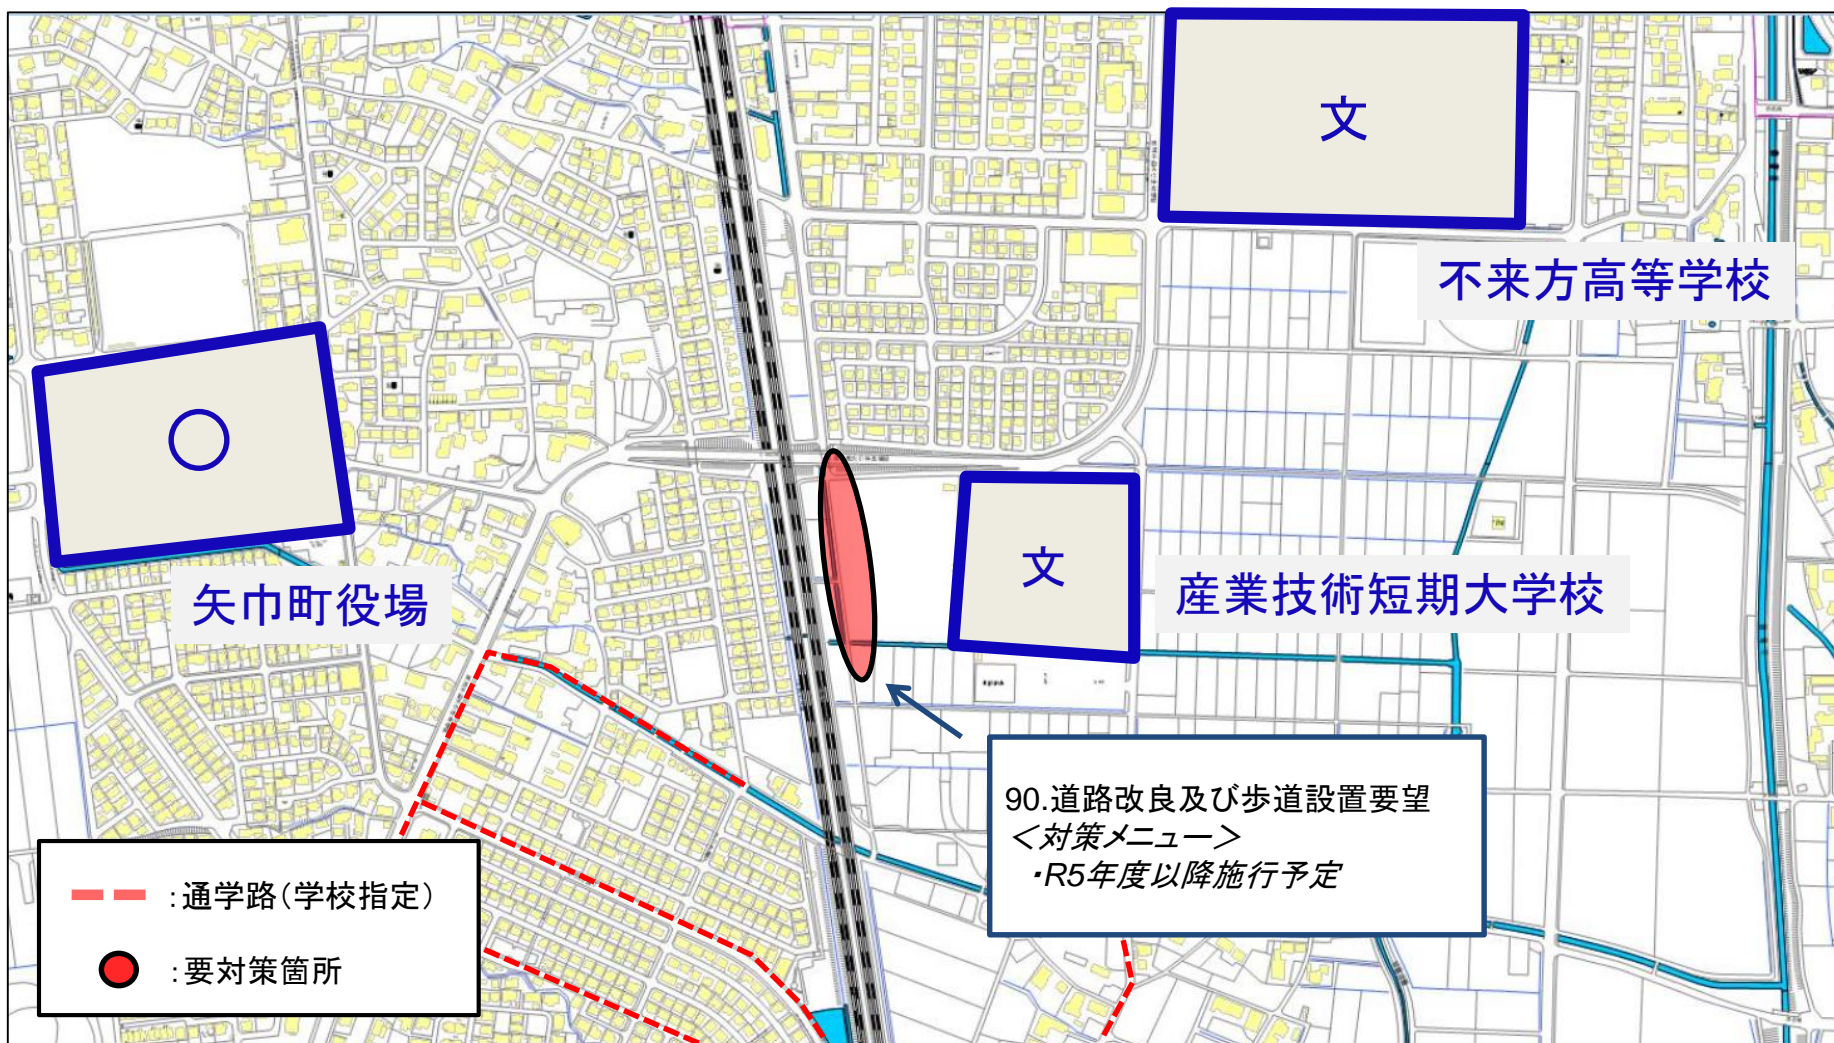 文
不来方高等学校
矢巾町役場
文
産業技術短期大学校
90.道路改良及び歩道設置要望
＜対策メニュー＞
・R5年度以降施行予定
：通学路（学校指定）
：要対策箇所